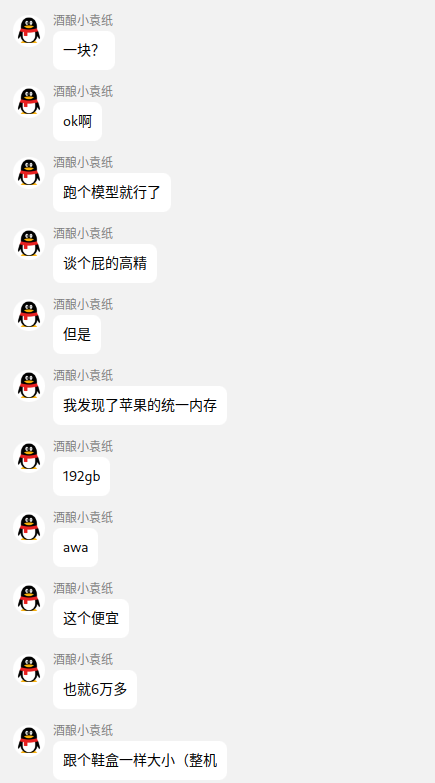 酒酿小袁纸
一块？
酒酿小袁纸
ok啊
酒酿小袁纸
跑个模型就行了
酒酿小袁纸
谈个屁的高精
酒酿小袁纸
但是
酒酿小袁纸
我发现了苹果的统一内存
酒酿小袁纸
192gb
酒酿小袁纸
awa
酒酿小袁纸
这个便宜
酒酿小袁纸
也就6万多
酒酿小袁纸
跟个鞋盒一样大小（整机